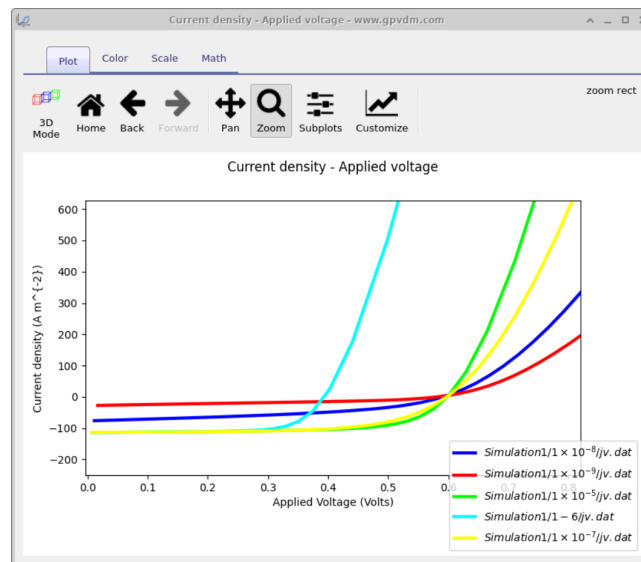 Current density - Applied voltage - www.gpvdm.com
Plot Color Scale Math
3D Mode Home Back Forward Pan Zoom Subplots Customize
zoom rect
Current density - Applied voltage
Current density (A m^{-2})
600
500
400
300
200
100
0
−100
−200
0.0 0.1 0.2 0.3 0.4 0.5 0.6 0.7 0.8
Applied Voltage (Volts)
Simulation1/1 × 10⁻⁸/jv.dat
Simulation1/1 × 10⁻⁹/jv.dat
Simulation1/1 × 10⁻⁵/jv.dat
Simulation1/1 − 6/jv.dat
Simulation1/1 × 10⁻⁷/jv.dat